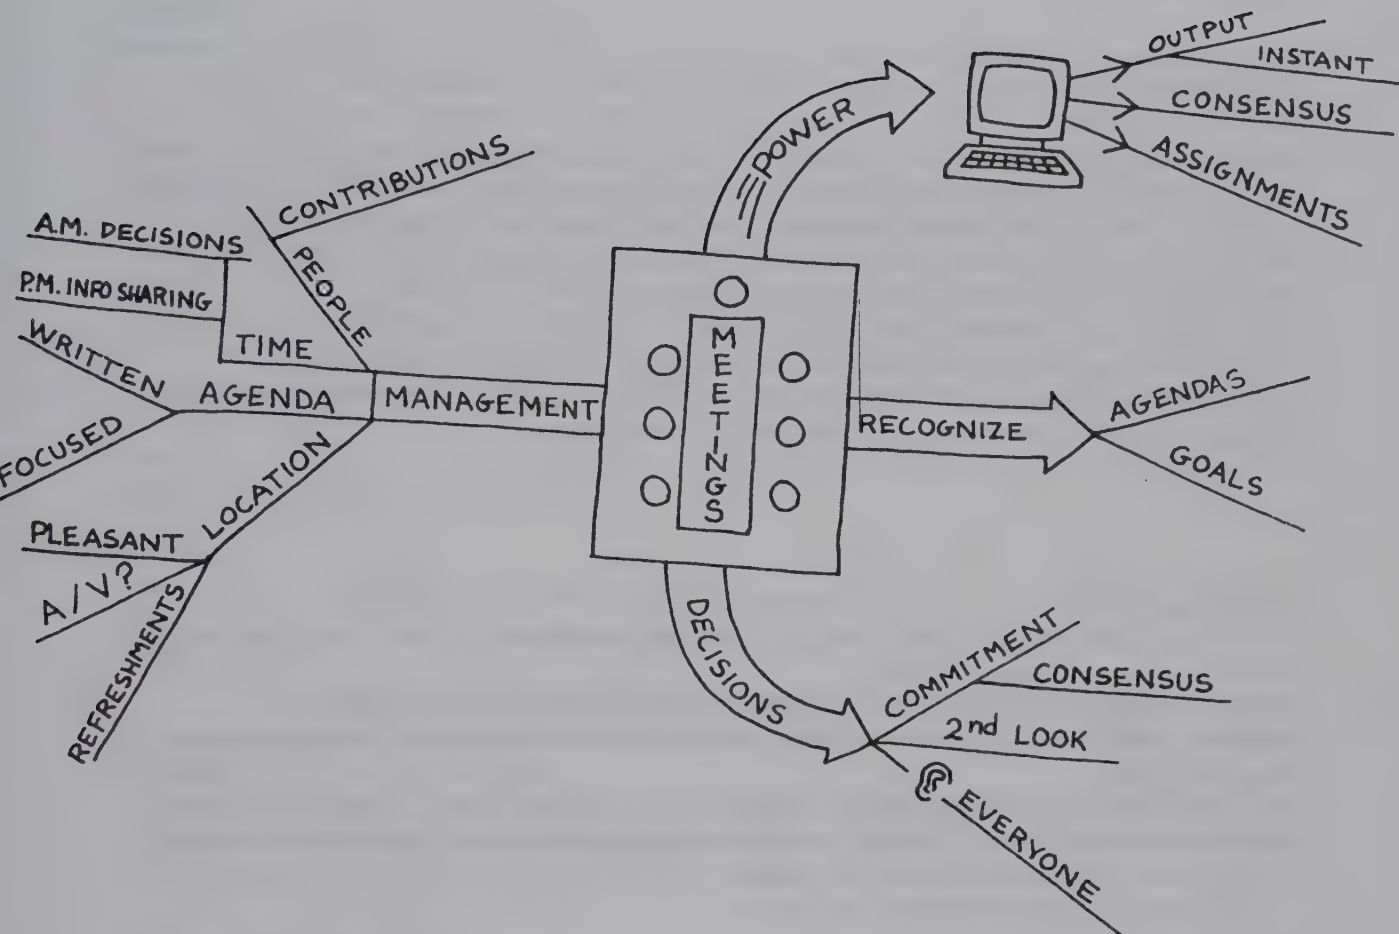 OUTPUT
INSTANT
CONSENSUS
ASSIGNMENTS
POWER
CONTRIBUTIONS
PEOPLE
A.M. DECISIONS
P.M. INFO SHARING
TIME
WRITTEN
AGENDA
FOCUSED
MANAGEMENT
LOCATION
PLEASANT
A/V?
REFRESHMENTS
MEETINGS
RECOGNIZE
AGENDAS
GOALS
DECISIONS
COMMITMENT
CONSENSUS
2nd LOOK
EVERYONE